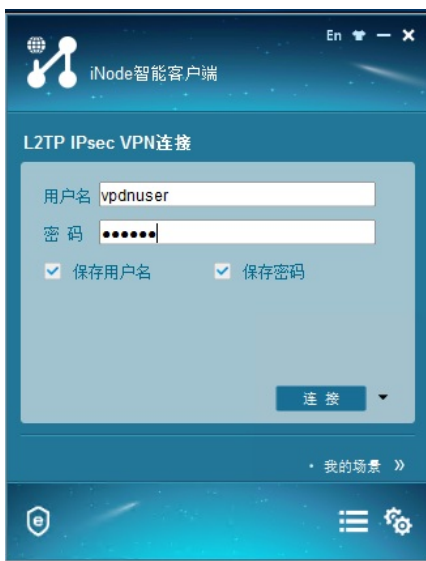 En
iNode智能客户端
L2TP IPsec VPN连接
用户名 vpdnuser
密 码 ●●●●●●
保存用户名 保存密码
连 接
· 我的场景 »
e